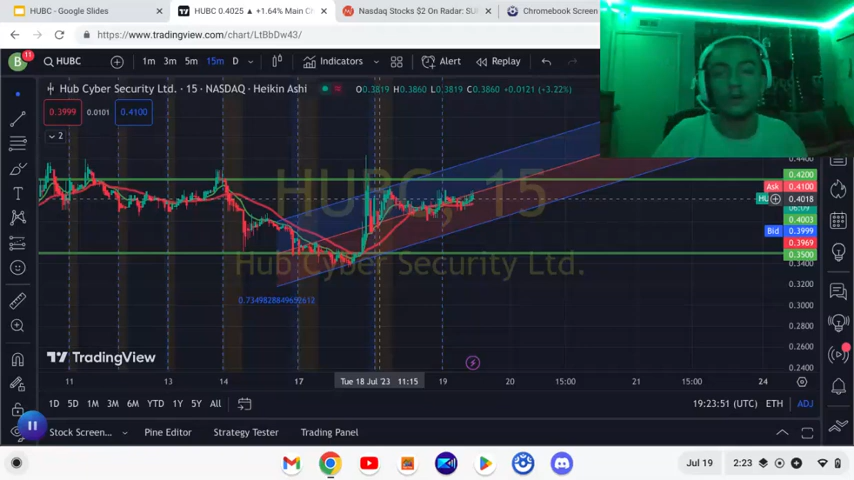 HUBC - Google Slides
HUBC 0.4025 ▲ +1.64% Main Ch
Nasdaq Stocks $2 On Radar: SUP
Chromebook Screen
https://www.tradingview.com/chart/LtBbDw43/
B
11
HUBC
1m 3m 5m 15m D
Indicators
Alert
Replay
Hub Cyber Security Ltd. · 15 · NASDAQ · Heikin Ashi
O0.3819 H0.3860 L0.3819 C0.3860 +0.0121 (+3.22%)
0.3999
0.0101
0.4100
2
HUBC, 15
Hub Cyber Security Ltd.
0.7349828849692612
TradingView
0.4400
0.4200
Ask 0.4100
HU 0.4018
06:09
0.4003
Bid 0.3999
0.3969
0.3500
0.3400
0.3200
0.3000
0.2800
0.2600
0.2400
11 13 14 17 Tue 18 Jul '23 11:15 19 20 15:00 21 15:00 24
1D 5D 1M 3M 6M YTD 1Y 5Y All
19:23:51 (UTC) ETH ADJ
Stock Screen...
Pine Editor
Strategy Tester
Trading Panel
Jul 19
2:23